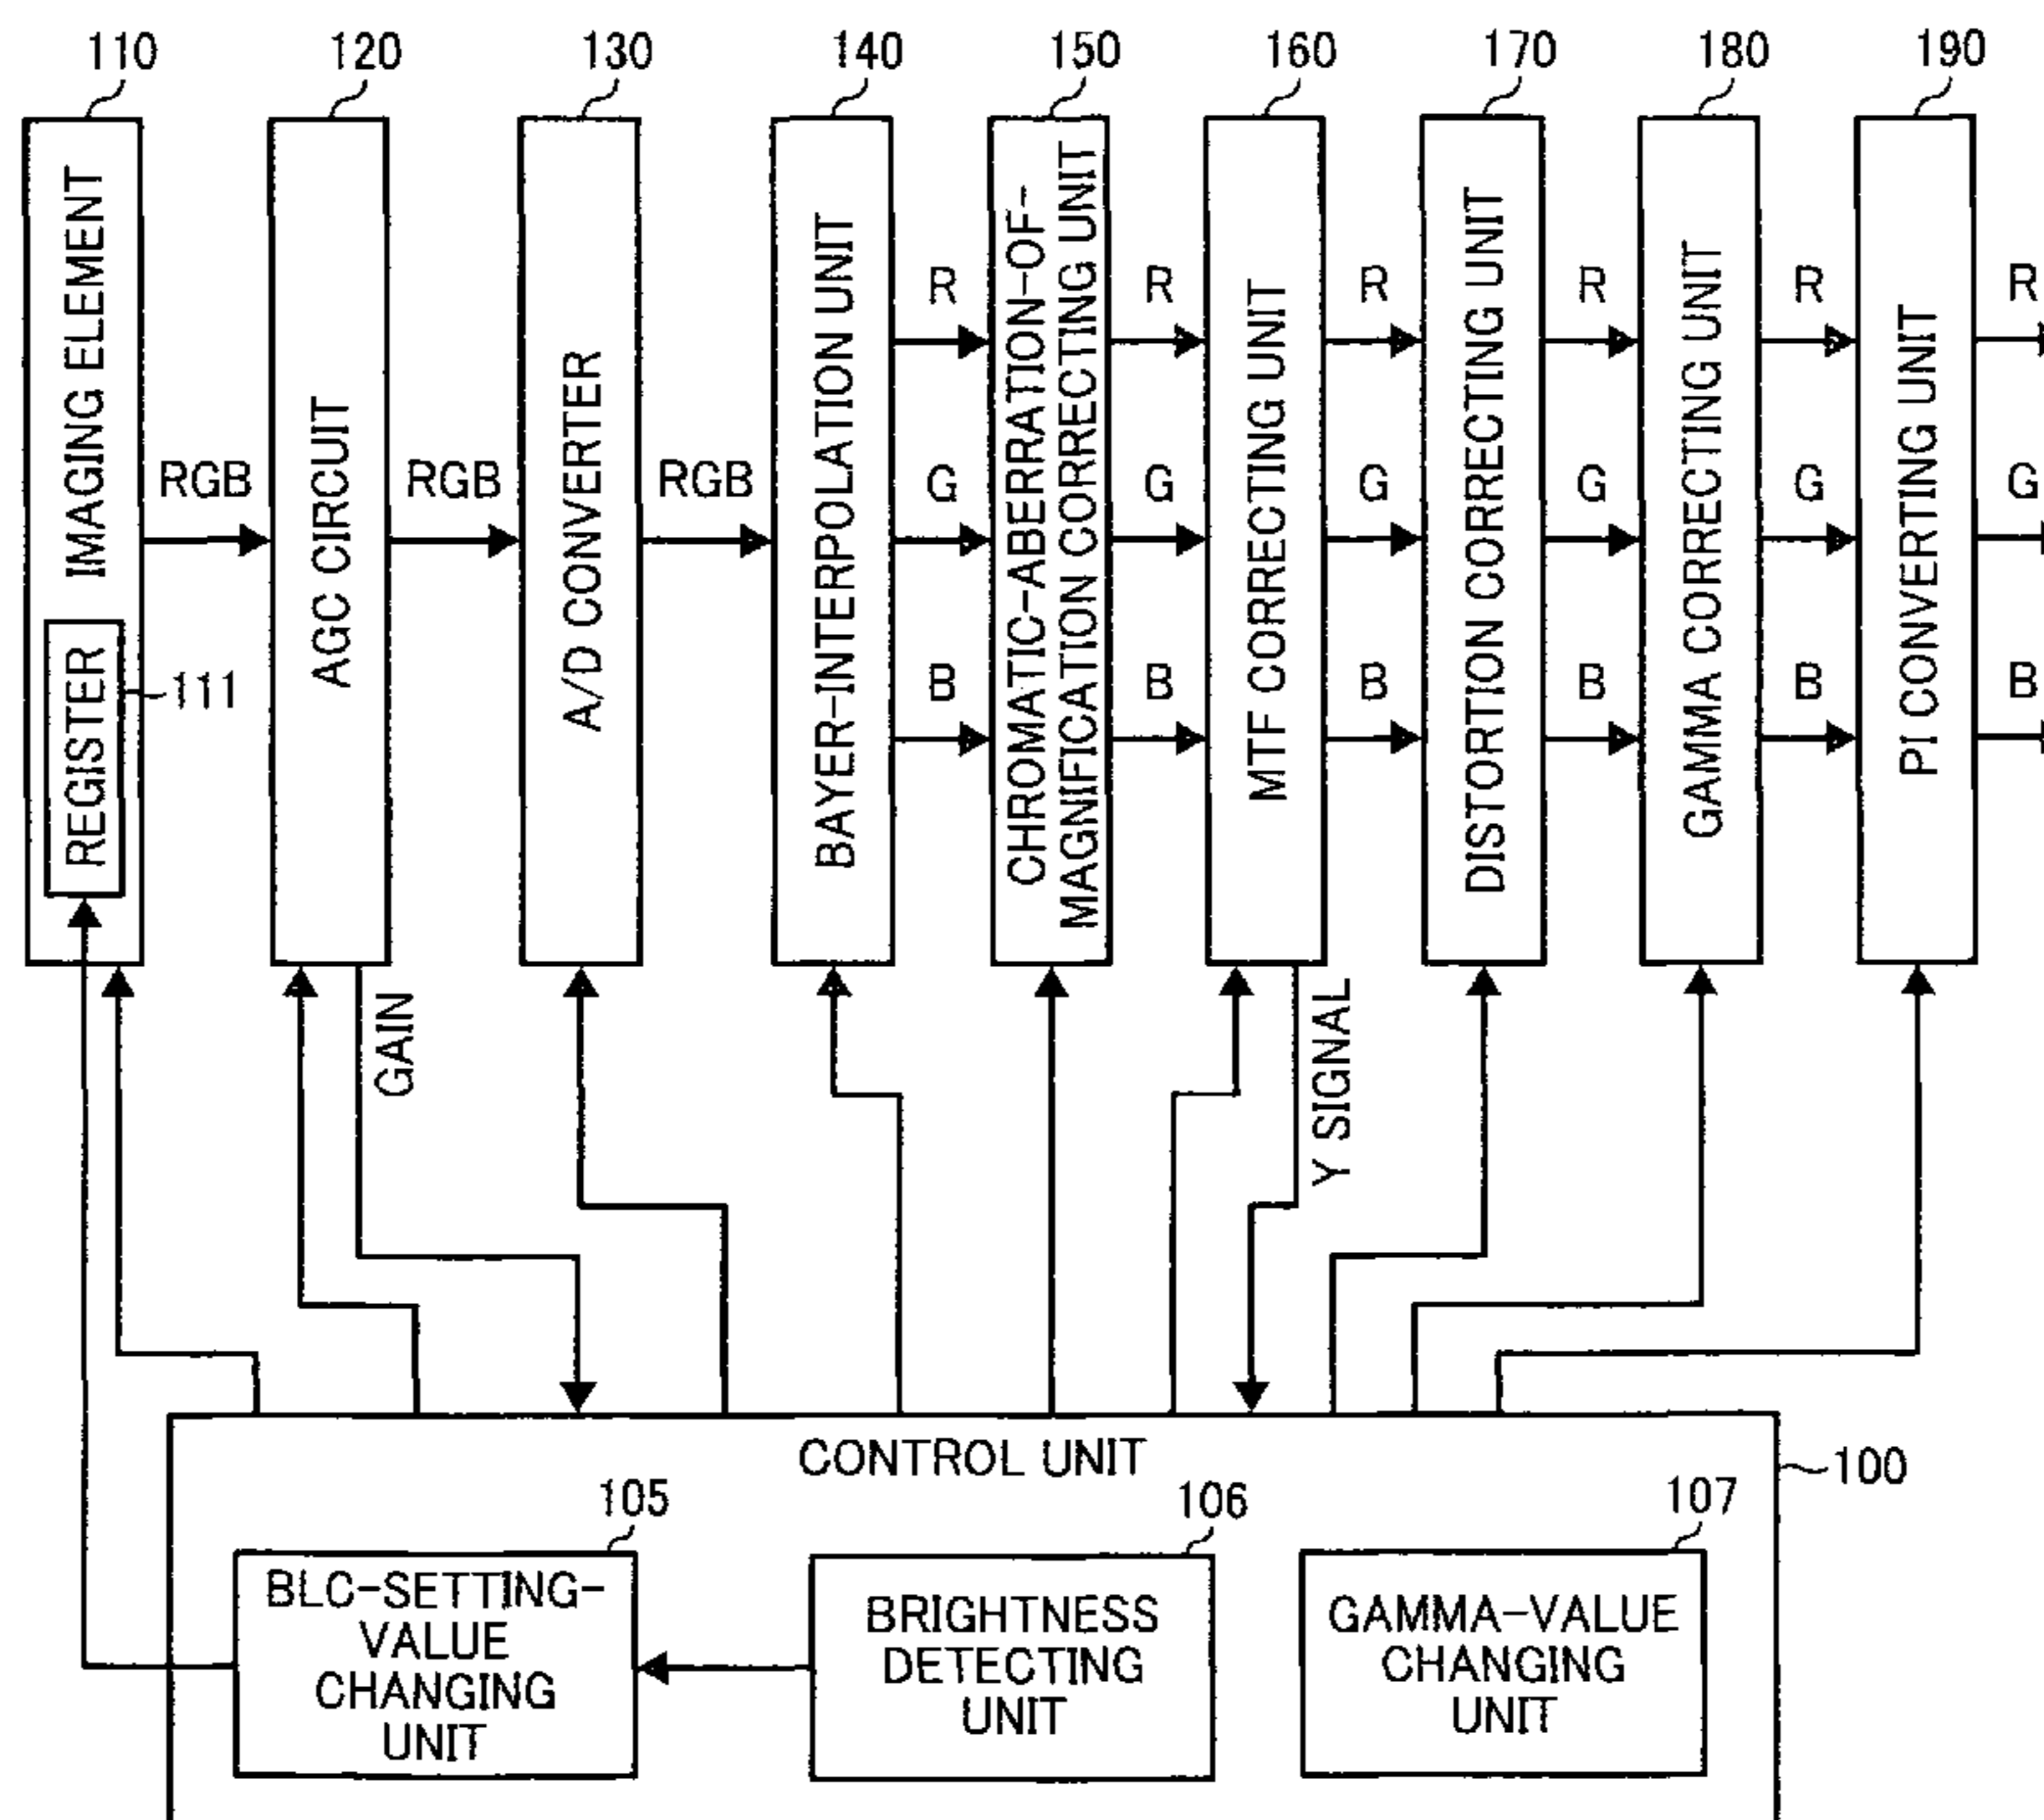 110 120 130 140 150 160 170 180 190
IMAGING ELEMENT
REGISTER
111
RGB
AGC CIRCUIT
RGB
A/D CONVERTER
RGB
BAYER-INTERPOLATION UNIT
R
G
B
CHROMATIC-ABERRATION-OF-
MAGNIFICATION CORRECTING UNIT
R
G
B
MTF CORRECTING UNIT
R
G
B
DISTORTION CORRECTING UNIT
R
G
B
GAMMA CORRECTING UNIT
R
G
B
PI CONVERTING UNIT
R
G
B
GAIN
Y SIGNAL
CONTROL UNIT
100
105
BLC-SETTING-
VALUE
CHANGING
UNIT
106
BRIGHTNESS
DETECTING
UNIT
107
GAMMA-VALUE
CHANGING
UNIT